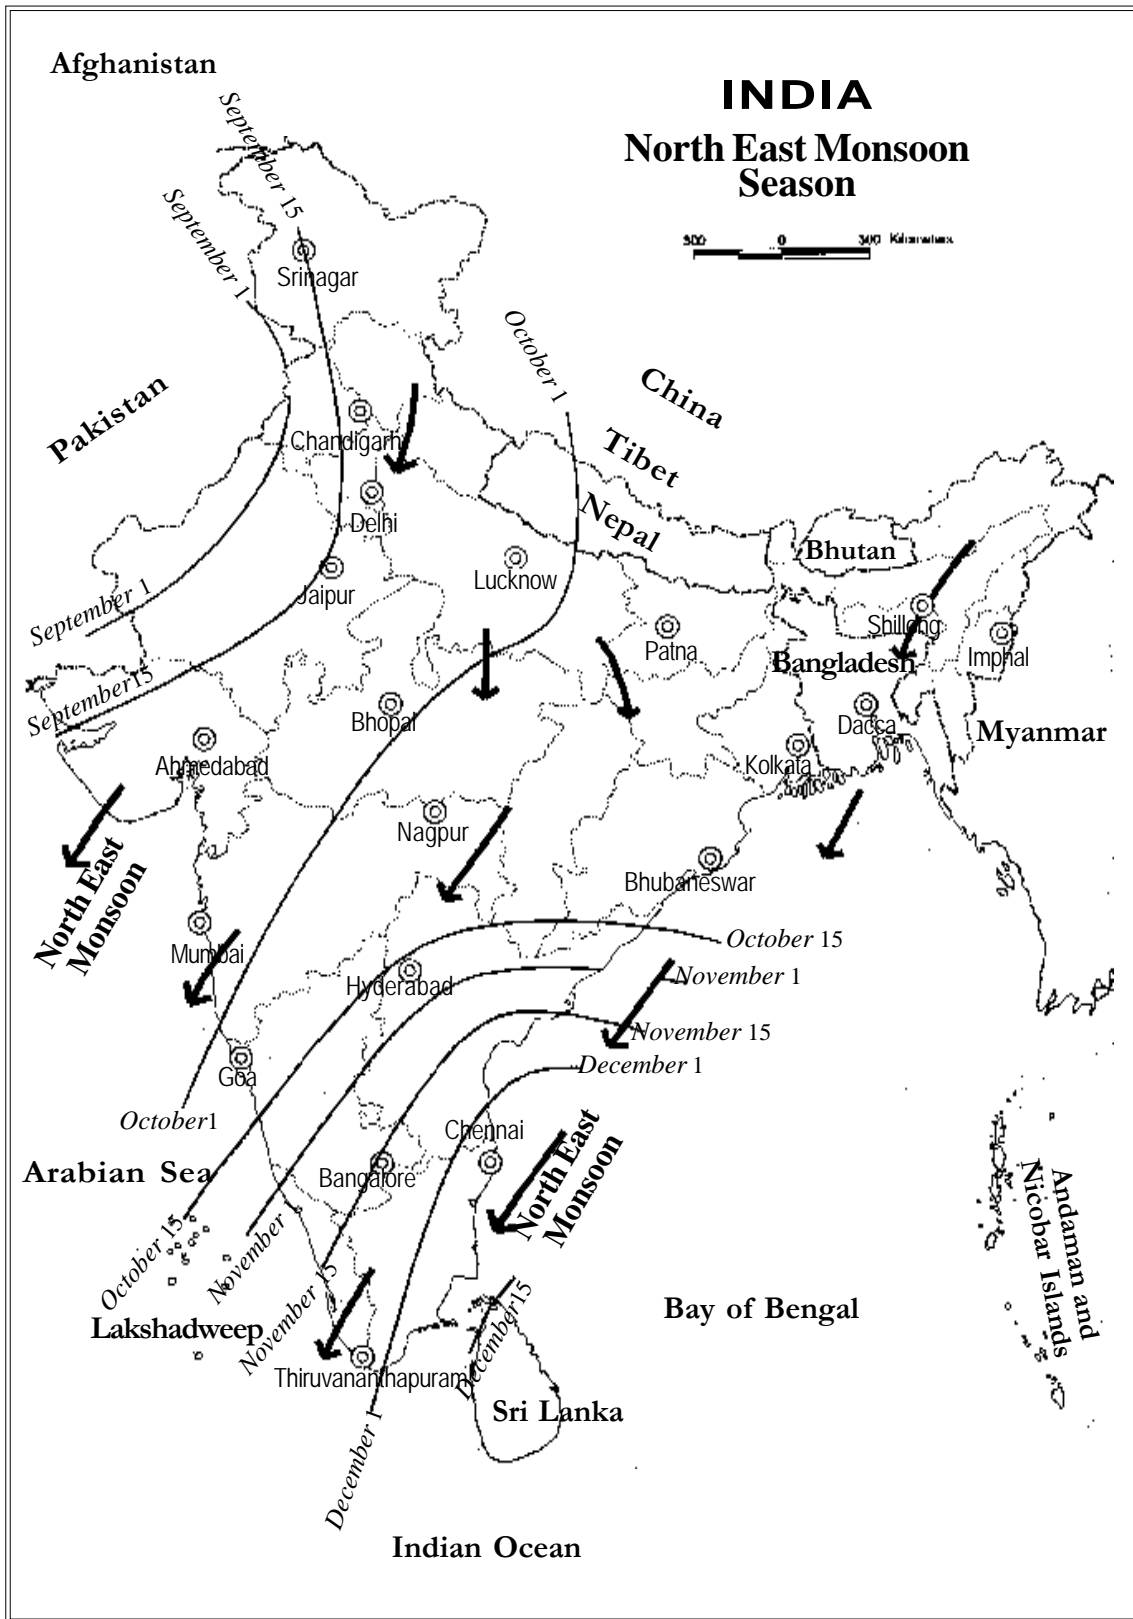 Afghanistan
INDIA
North East Monsoon
Season
300 0 300 Kilometers
September 15
September 1
Srinagar
October 1
China
Pakistan
Tibet
Chandigarh
Delhi
Nepal
Bhutan
Lucknow
Jaipur
September 1
Shillong
Patna
Imphal
Bangladesh
September 15
Bhopal
Dacca
Myanmar
Ahmedabad
Kolkata
Nagpur
North East
Monsoon
Bhubaneswar
October 15
Mumbai
Hyderabad
November 1
November 15
December 1
Goa
October1
Chennai
Arabian Sea
Bangalore
North East
Monsoon
Andaman and
Nicobar Islands
October 15
November 1
November 15
December 15
Bay of Bengal
Lakshadweep
Thiruvananthapuram
Sri Lanka
December 1
Indian Ocean